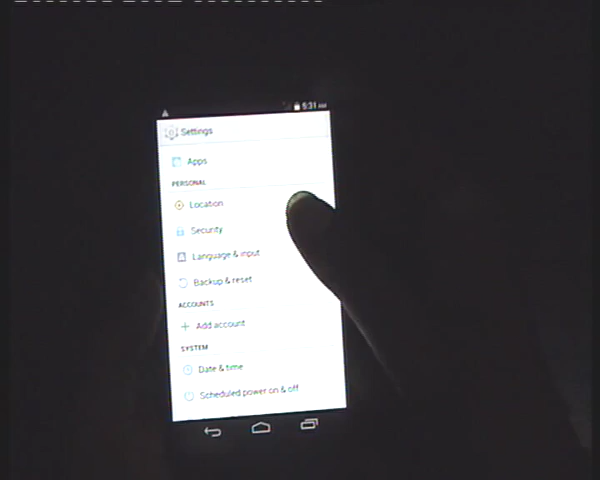 5:31 AM
Settings
Apps
PERSONAL
Location
Security
Language & input
Backup & reset
ACCOUNTS
Add account
SYSTEM
Date & time
Scheduled power on & off